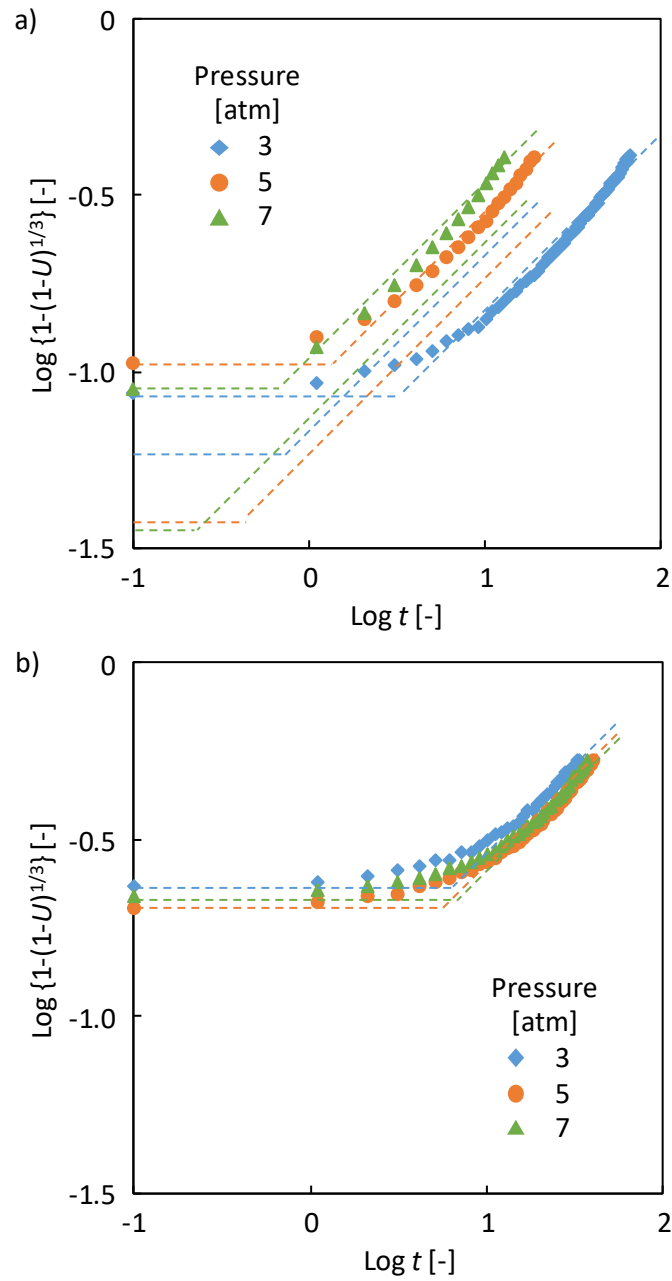 a)
0
-0.5
-1.0
-1.5
Log {1-(1-U)^{1/3}} [-]
Pressure
[atm]
3
5
7
-1 0 1 2
Log t [-]
b)
0
-0.5
-1.0
-1.5
Log {1-(1-U)^{1/3}} [-]
Pressure
[atm]
3
5
7
-1 0 1 2
Log t [-]